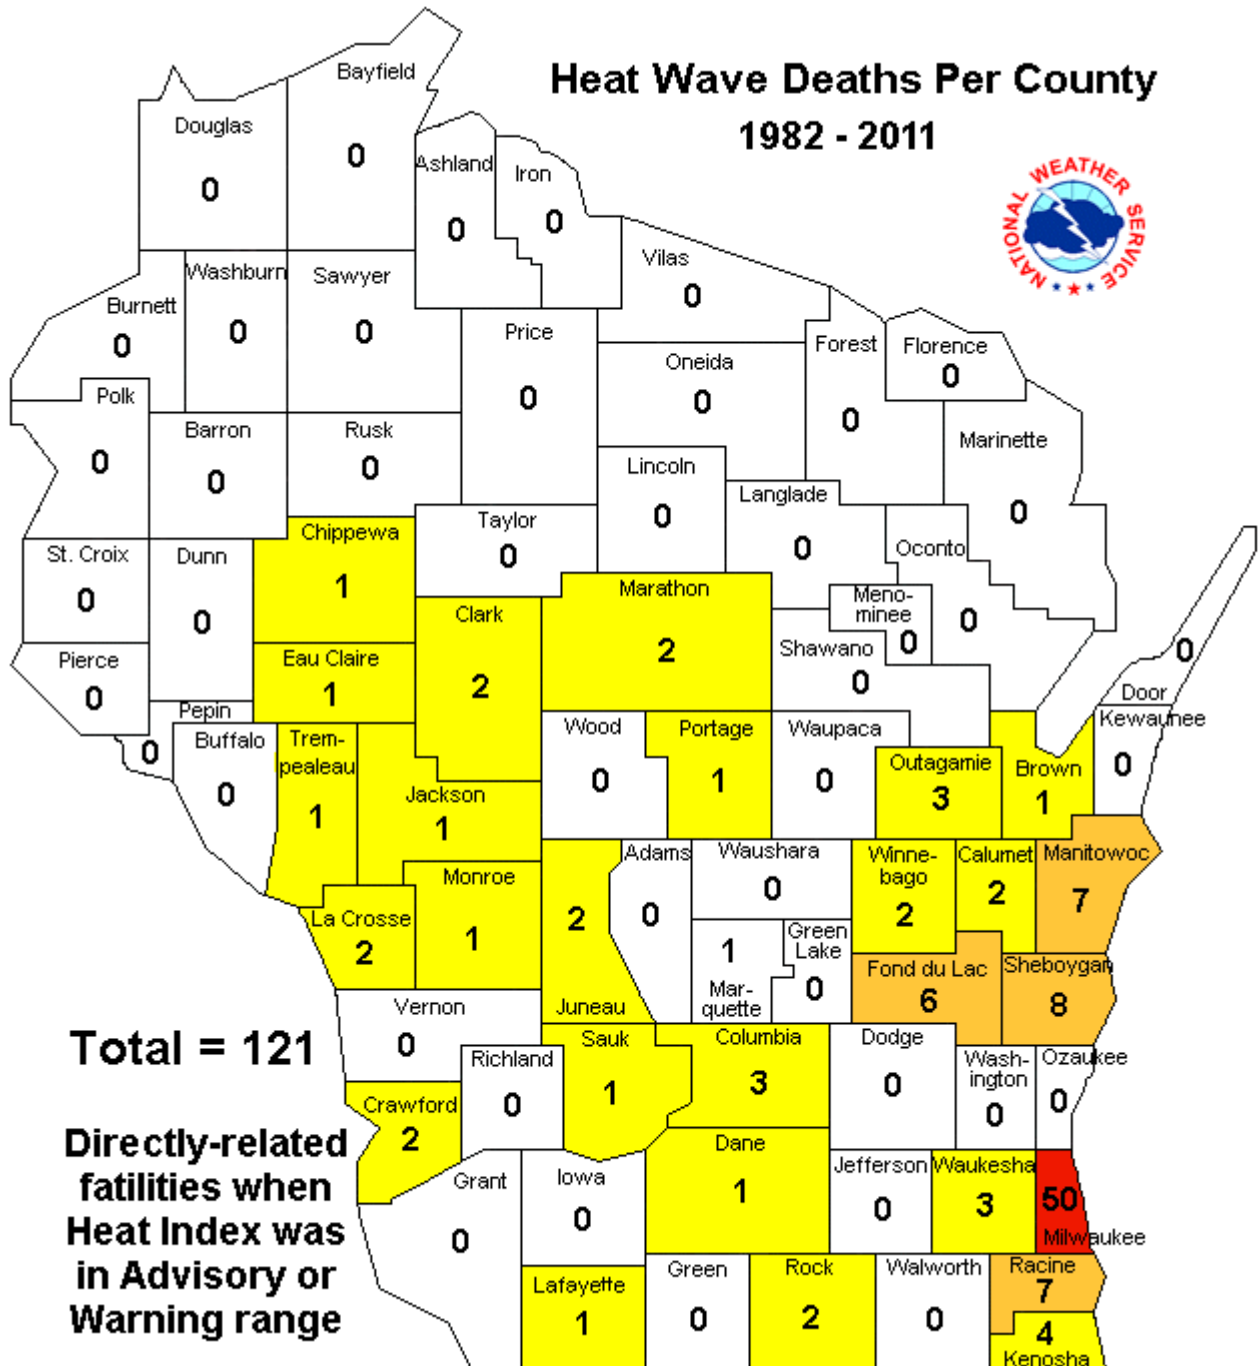 Heat Wave Deaths Per County
1982 - 2011
NATIONAL WEATHER SERVICE
Bayfield
0
Douglas
0
Ashland
0
Iron
0
Vilas
0
Washburn
0
Sawyer
0
Burnett
0
Price
0
Forest
0
Florence
0
Oneida
0
Polk
0
Barron
0
Rusk
0
Marinette
0
Lincoln
0
Langlade
0
Taylor
0
Chippewa
1
Oconto
0
St. Croix
0
Dunn
0
Marathon
2
Clark
2
Meno-
minee
0
Shawano
0
Eau Claire
1
Pierce
0
Door
0
Pepin
0
Buffalo
0
Trem-
pealeau
1
Wood
0
Portage
1
Waupaca
0
Outagamie
3
Brown
1
Kewaunee
0
Jackson
1
Adams
0
Waushara
0
Winne-
bago
2
Calumet
2
Manitowoc
7
Monroe
1
La Crosse
2
2
Juneau
1
Mar-
quette
Green
Lake
0
Fond du Lac
6
Sheboygan
8
Vernon
0
Total = 121
Richland
0
Sauk
1
Columbia
3
Dodge
0
Wash-
ington
0
Ozaukee
0
Crawford
2
Directly-related
fatilities when
Heat Index was
in Advisory or
Warning range
Grant
0
Iowa
0
Dane
1
Jefferson
0
Waukesha
3
50
Milwaukee
Lafayette
1
Green
0
Rock
2
Walworth
0
Racine
7
4
Kenosha